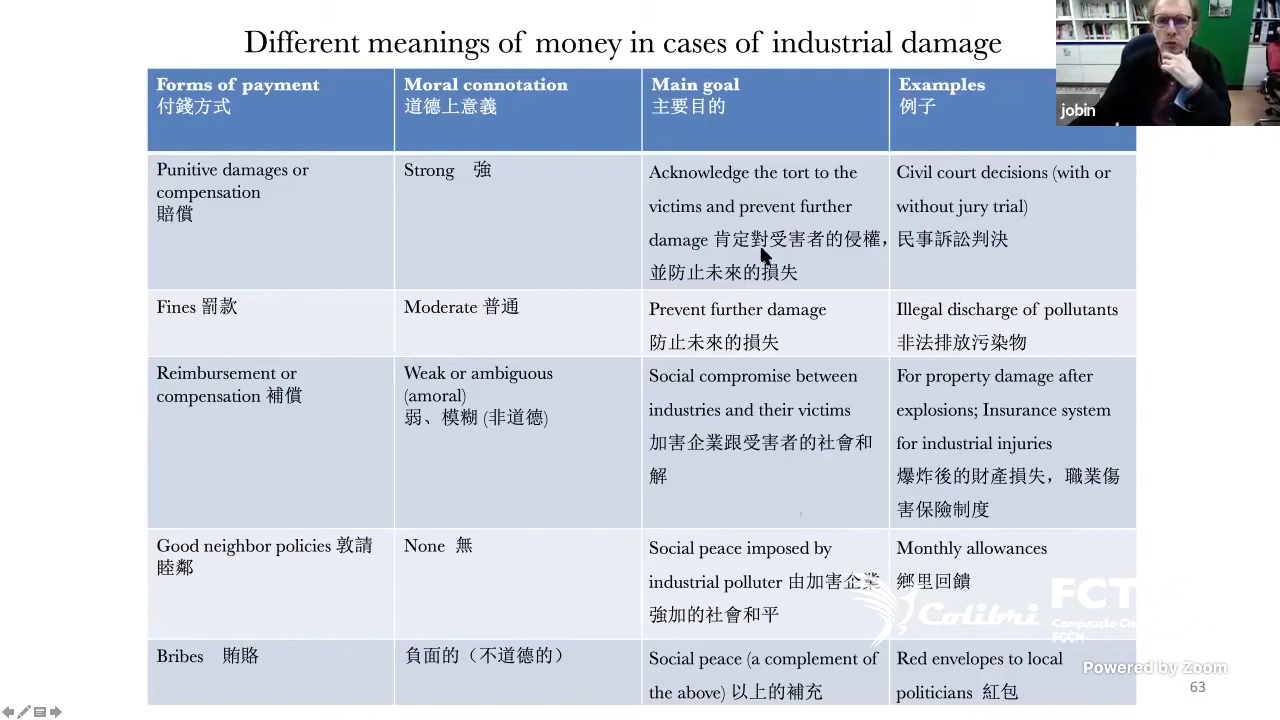 Different meanings of money in cases of industrial damage
Forms of payment
付錢方式
Moral connotation
道德上意義
Main goal
主要目的
Examples
例子
jobin
Punitive damages or
compensation
賠償
Strong 強
Acknowledge the tort to the
victims and prevent further
damage 肯定對受害者的侵權，
並防止未來的損失
Civil court decisions (with or
without jury trial)
民事訴訟判決
Fines 罰款
Moderate 普通
Prevent further damage
防止未來的損失
Illegal discharge of pollutants
非法排放污染物
Reimbursement or
compensation 補償
Weak or ambiguous
(amoral)
弱、模糊 (非道德)
Social compromise between
industries and their victims
加害企業跟受害者的社會和
解
For property damage after
explosions; Insurance system
for industrial injuries
爆炸後的財產損失，職業傷
害保險制度
Good neighbor policies 敦請
睦鄰
None 無
Social peace imposed by
industrial polluter 由加害企業
強加的社會和平
Monthly allowances
鄉里回饋
Bribes 賄賂
負面的（不道德的）
Social peace (a complement of
the above) 以上的補充
Red envelopes to local
politicians 紅包
Colibri
FCT
Computação
FCCN
Powered by Zoom
63